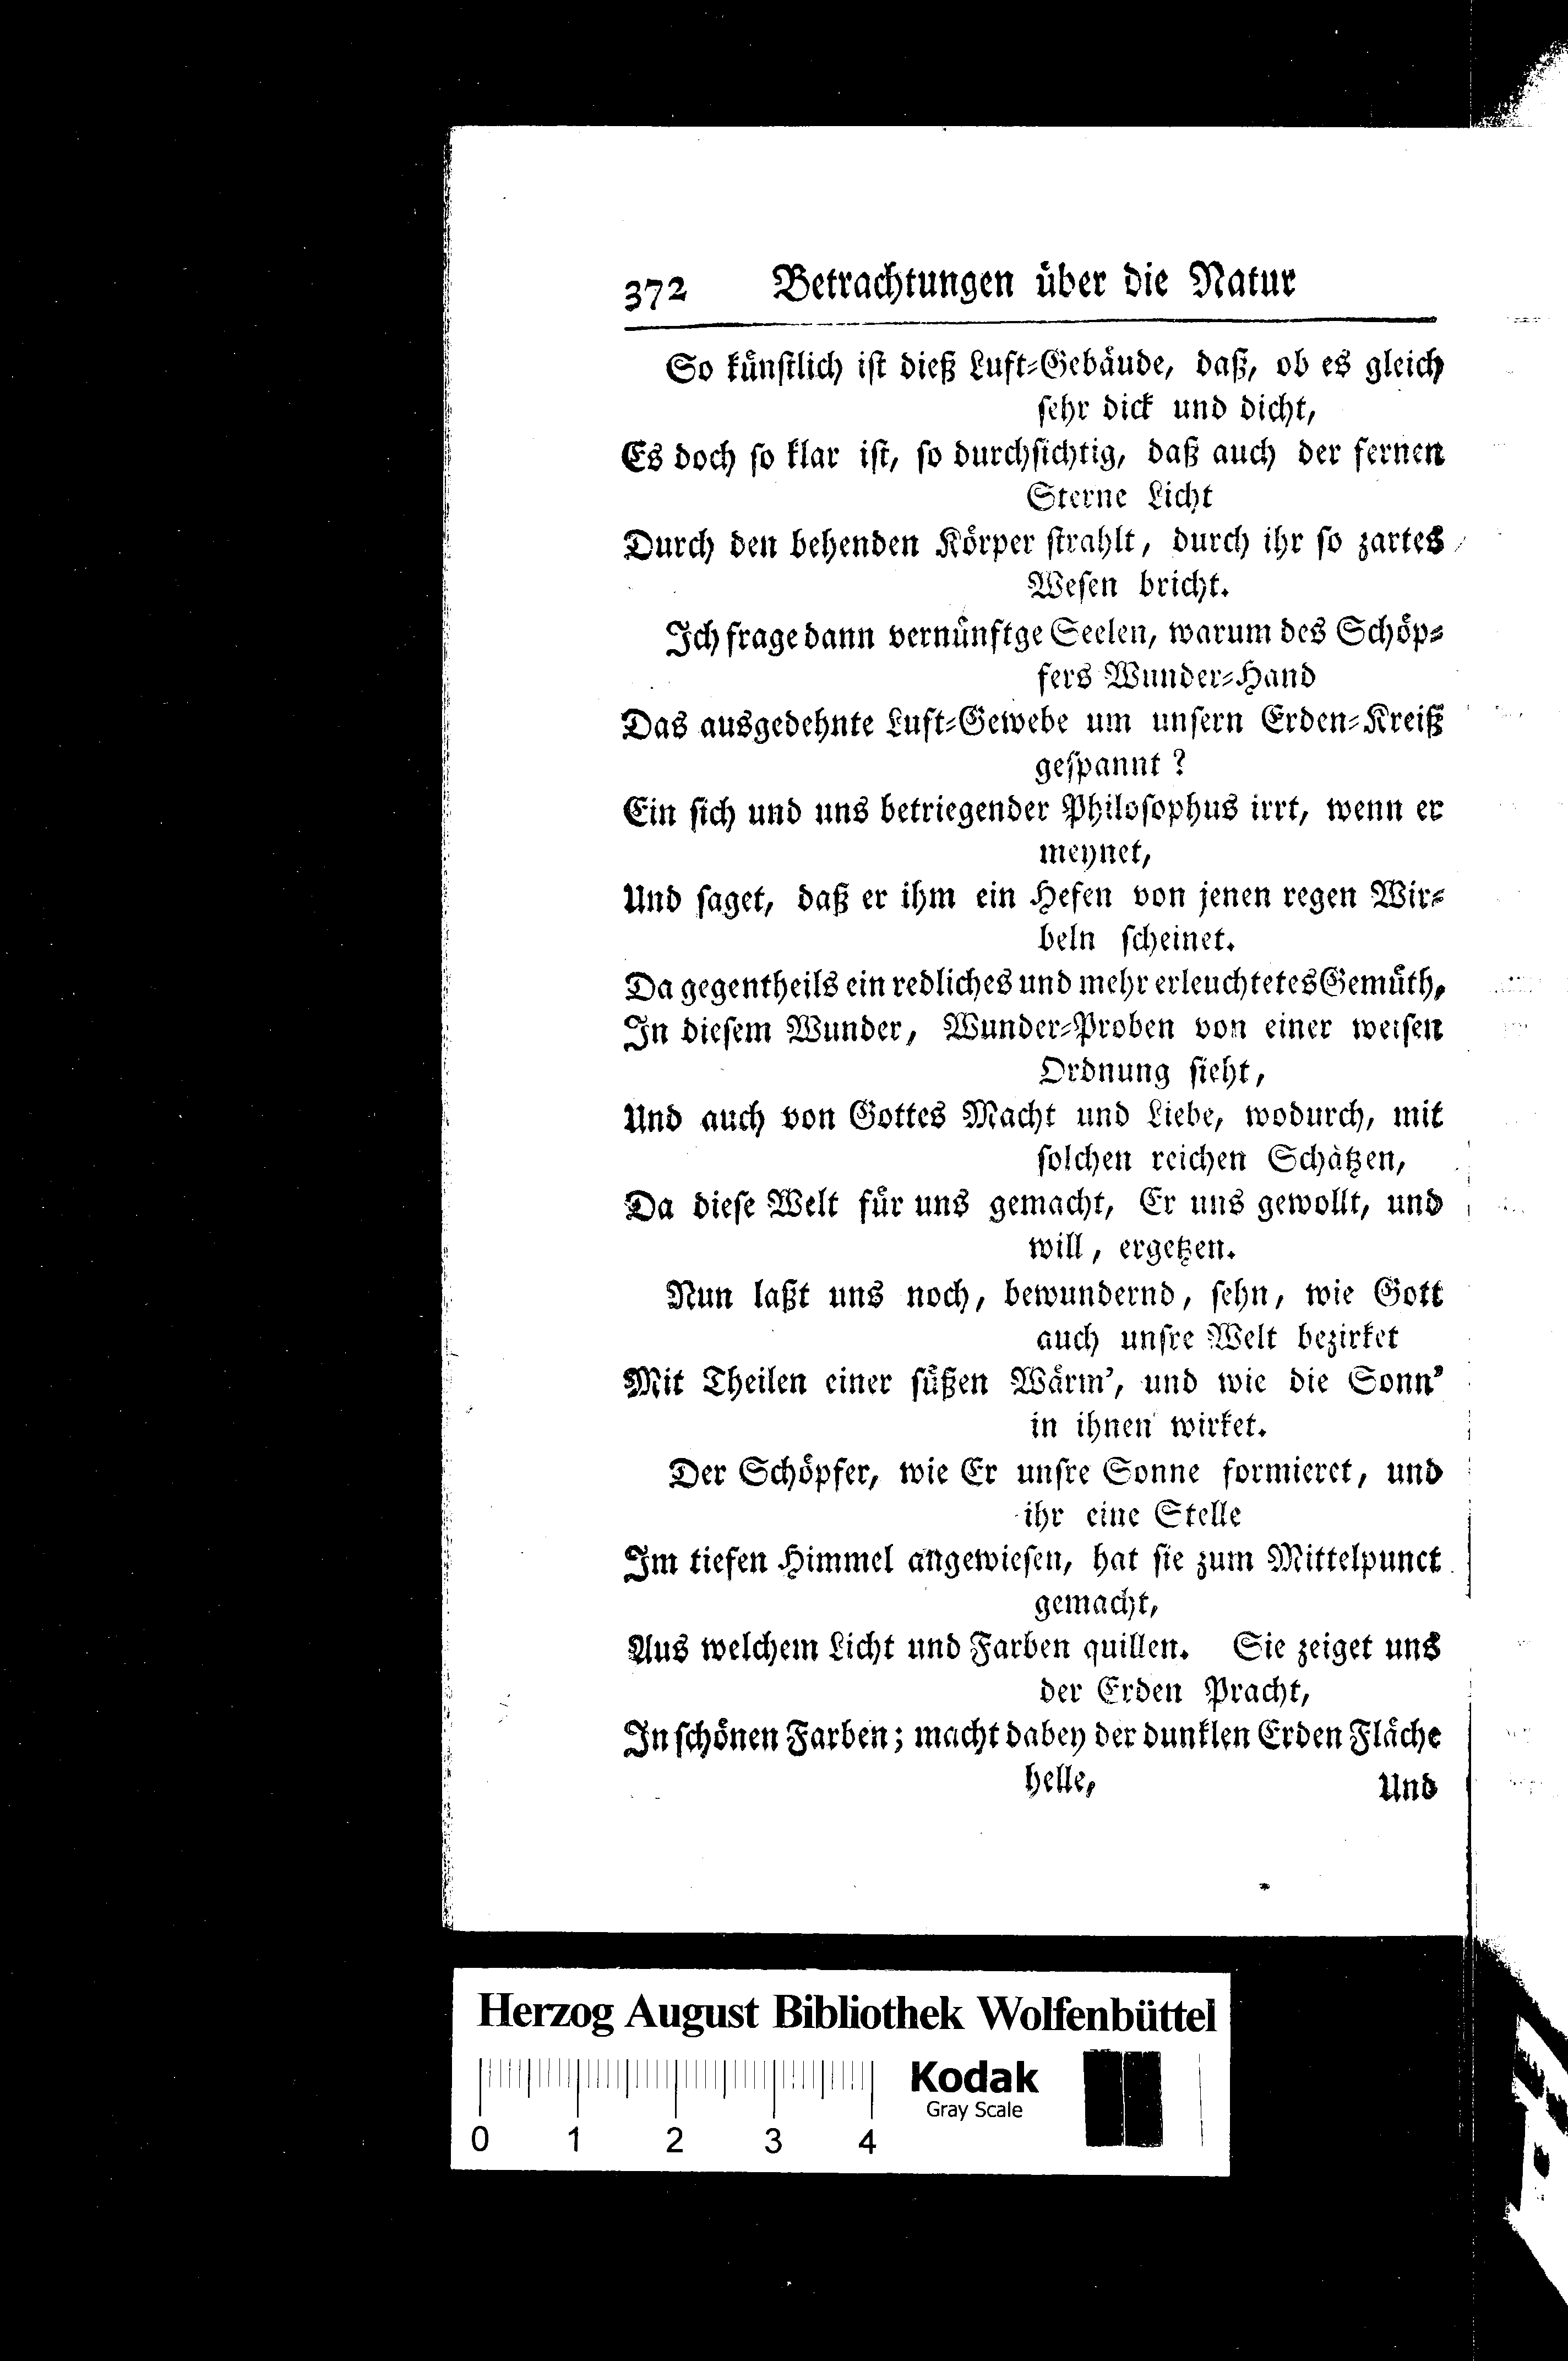 372 Betrachtungen über die Natur
So künstlich ist dieß Luft-Gebäude, daß, ob es gleich
sehr dick und dicht,
Es doch so klar ist, so durchsichtig, daß auch der fernen
Sterne Licht
Durch den behenden Körper strahlt, durch ihr so zartes
Wesen bricht.
Ich frage dann vernünftge Seelen, warum des Schöp-
fers Wunder-Hand
Das ausgedehnte Luft-Gewebe um unsern Erden-Kreiß
gespannt?
Ein sich und uns betriegender Philosophus irrt, wenn er
meynet,
Und saget, daß er ihm ein Hefen von jenen regen Wir-
beln scheinet.
Da gegentheils ein redliches und mehr erleuchtetes Gemüth,
In diesem Wunder, Wunder-Proben von einer weisen
Ordnung sieht,
Und auch von Gottes Macht und Liebe, wodurch, mit
solchen reichen Schätzen,
Da diese Welt für uns gemacht, Er uns gewollt, und
will, ergetzen.
Nun laßt uns noch, bewundernd, sehn, wie Gott
auch unsre Welt bezirket
Mit Theilen einer süßen Wärm', und wie die Sonn'
in ihnen wirket.
Der Schöpfer, wie Er unsre Sonne formieret, und
ihr eine Stelle
Im tiefen Himmel angewiesen, hat sie zum Mittelpunct
gemacht,
Aus welchem Licht und Farben quillen. Sie zeiget uns
der Erden Pracht,
In schönen Farben; macht dabey der dunklen Erden Fläche
helle,
Und
Herzog August Bibliothek Wolfenbüttel
Kodak
Gray Scale
0 1 2 3 4